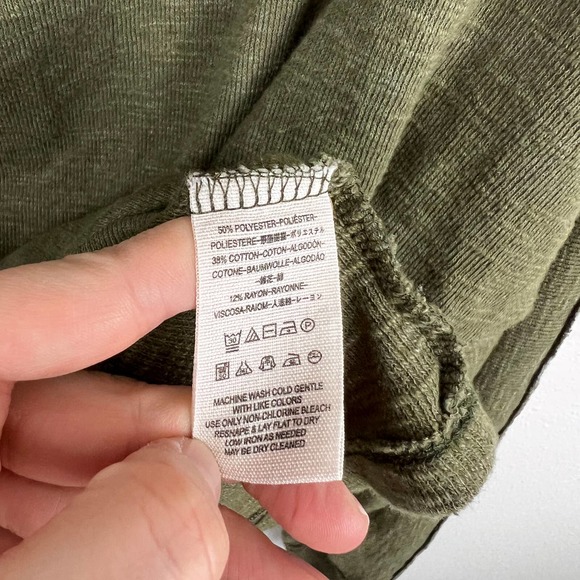 50% POLYESTER-POLIÉSTER-
POLIESTERE-聚酯纖維-ポリエステル
38% COTTON-COTON-ALGODÓN-
COTONE-BAUMWOLLE-ALGODÃO
-棉花-綿
12% RAYON-RAYONNE-
VISCOSA-RAIOM-人造絲-レーヨン
30 P
MACHINE WASH COLD GENTLE
WITH LIKE COLORS
USE ONLY NON-CHLORINE BLEACH
RESHAPE & LAY FLAT TO DRY
LOW IRON AS NEEDED
MAY BE DRY CLEANED